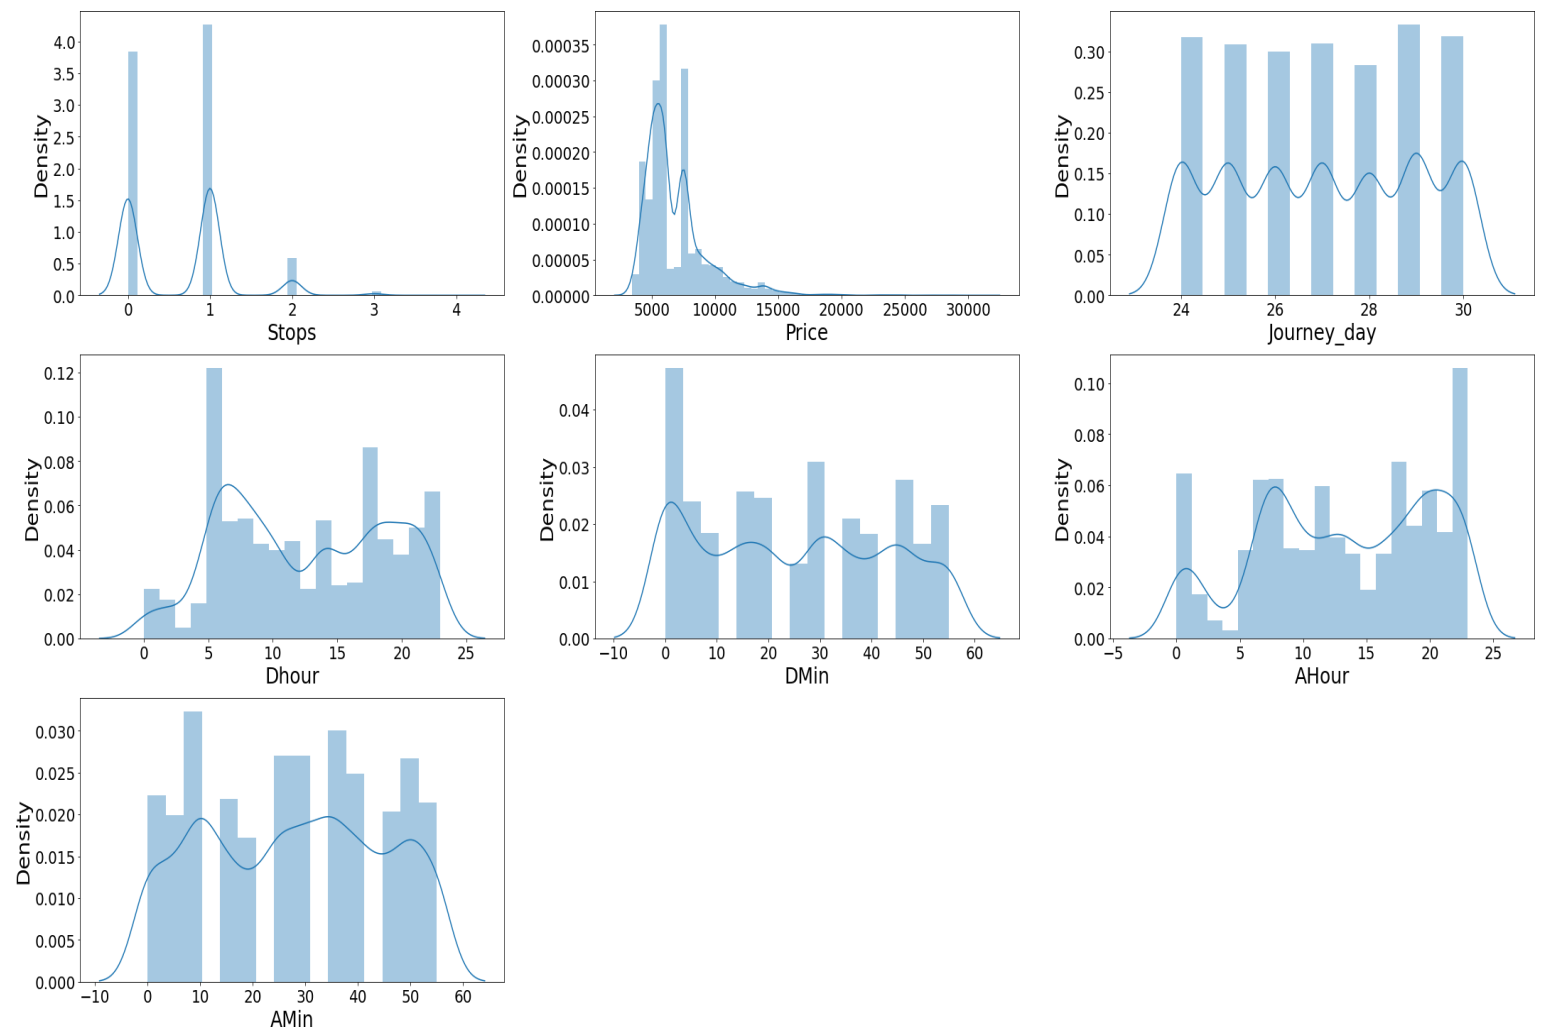 Density
4.0
3.5
3.0
2.5
2.0
1.5
1.0
0.5
0.0
0 1 2 3 4
Stops
Density
0.00035
0.00030
0.00025
0.00020
0.00015
0.00010
0.00005
0.00000
5000 10000 15000 20000 25000 30000
Price
Density
0.30
0.25
0.20
0.15
0.10
0.05
0.00
24 26 28 30
Journey_day
Density
0.12
0.10
0.08
0.06
0.04
0.02
0.00
0 5 10 15 20 25
Dhour
Density
0.04
0.03
0.02
0.01
0.00
−10 0 10 20 30 40 50 60
DMin
Density
0.10
0.08
0.06
0.04
0.02
0.00
−5 0 5 10 15 20 25
AHour
Density
0.030
0.025
0.020
0.015
0.010
0.005
0.000
−10 0 10 20 30 40 50 60
AMin